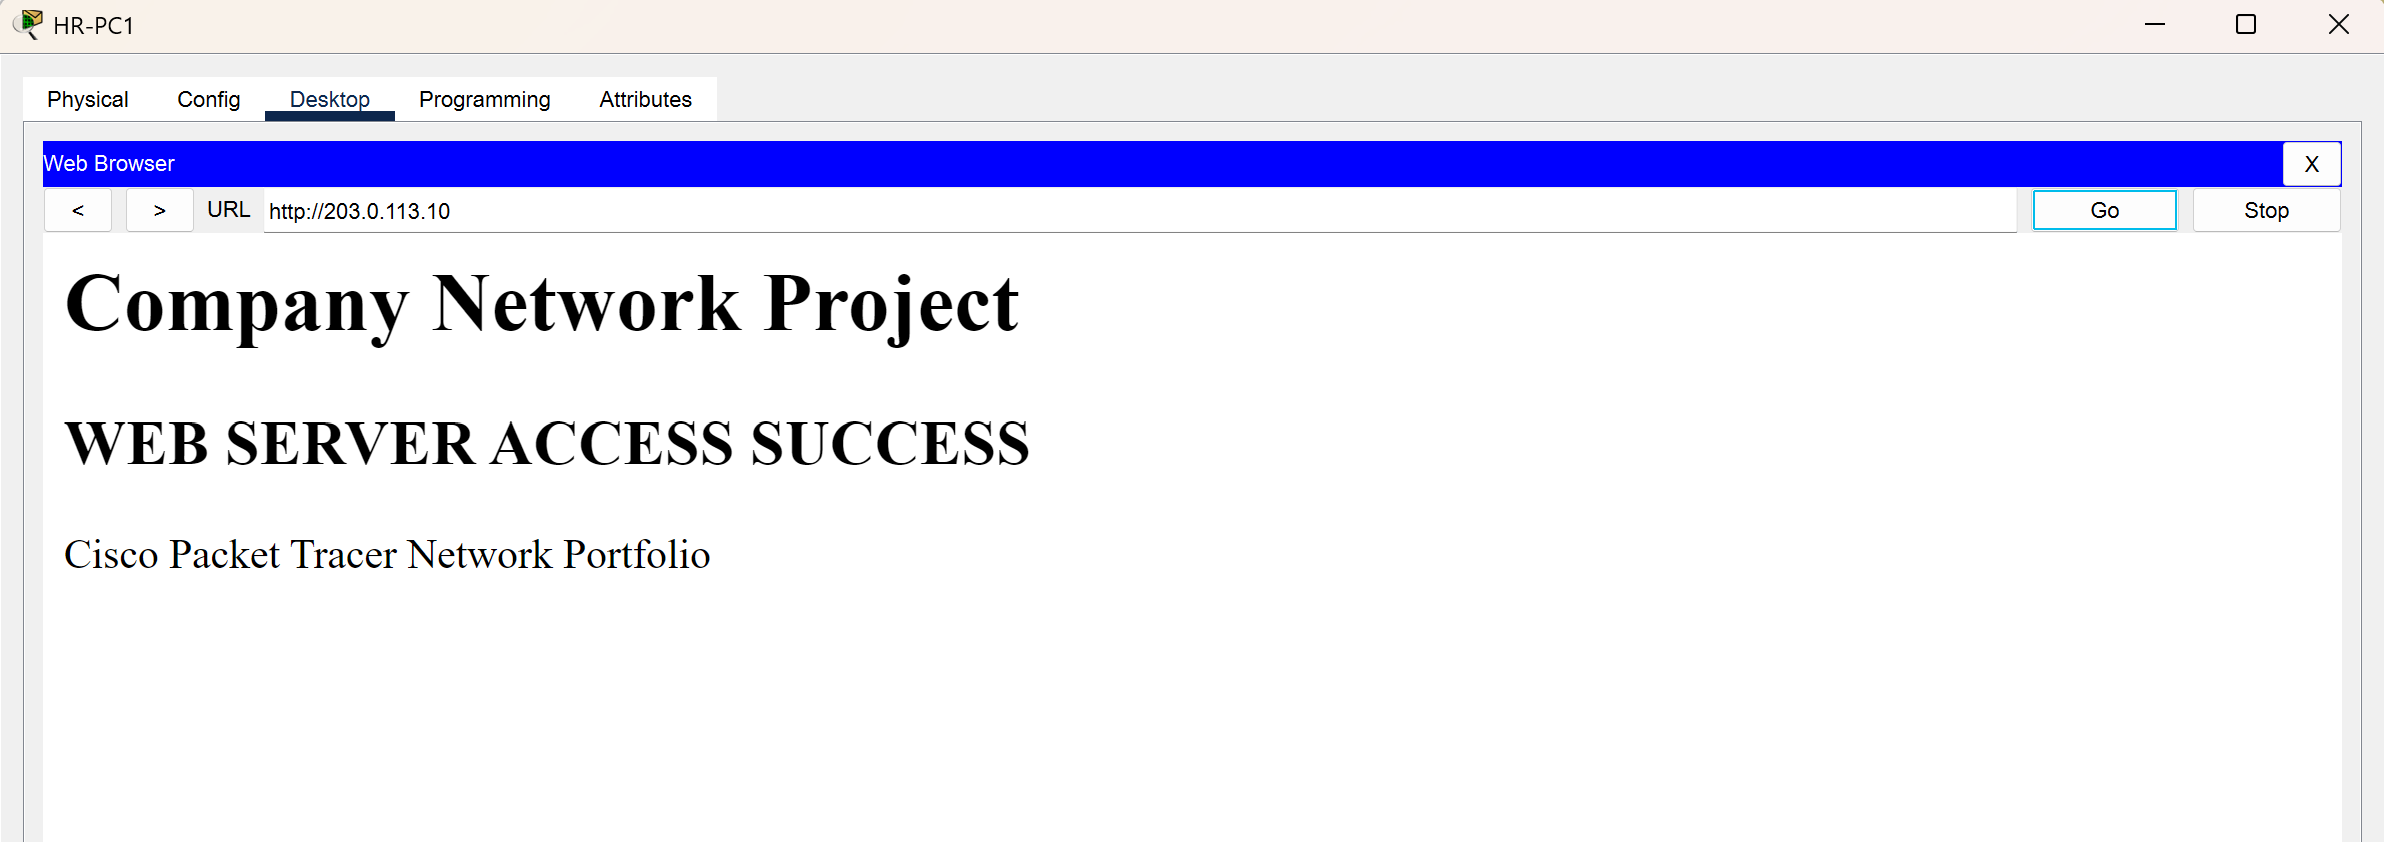 HR-PC1
Physical Config Desktop Programming Attributes
Web Browser X
< > URL http://203.0.113.10 Go Stop
Company Network Project
WEB SERVER ACCESS SUCCESS
Cisco Packet Tracer Network Portfolio